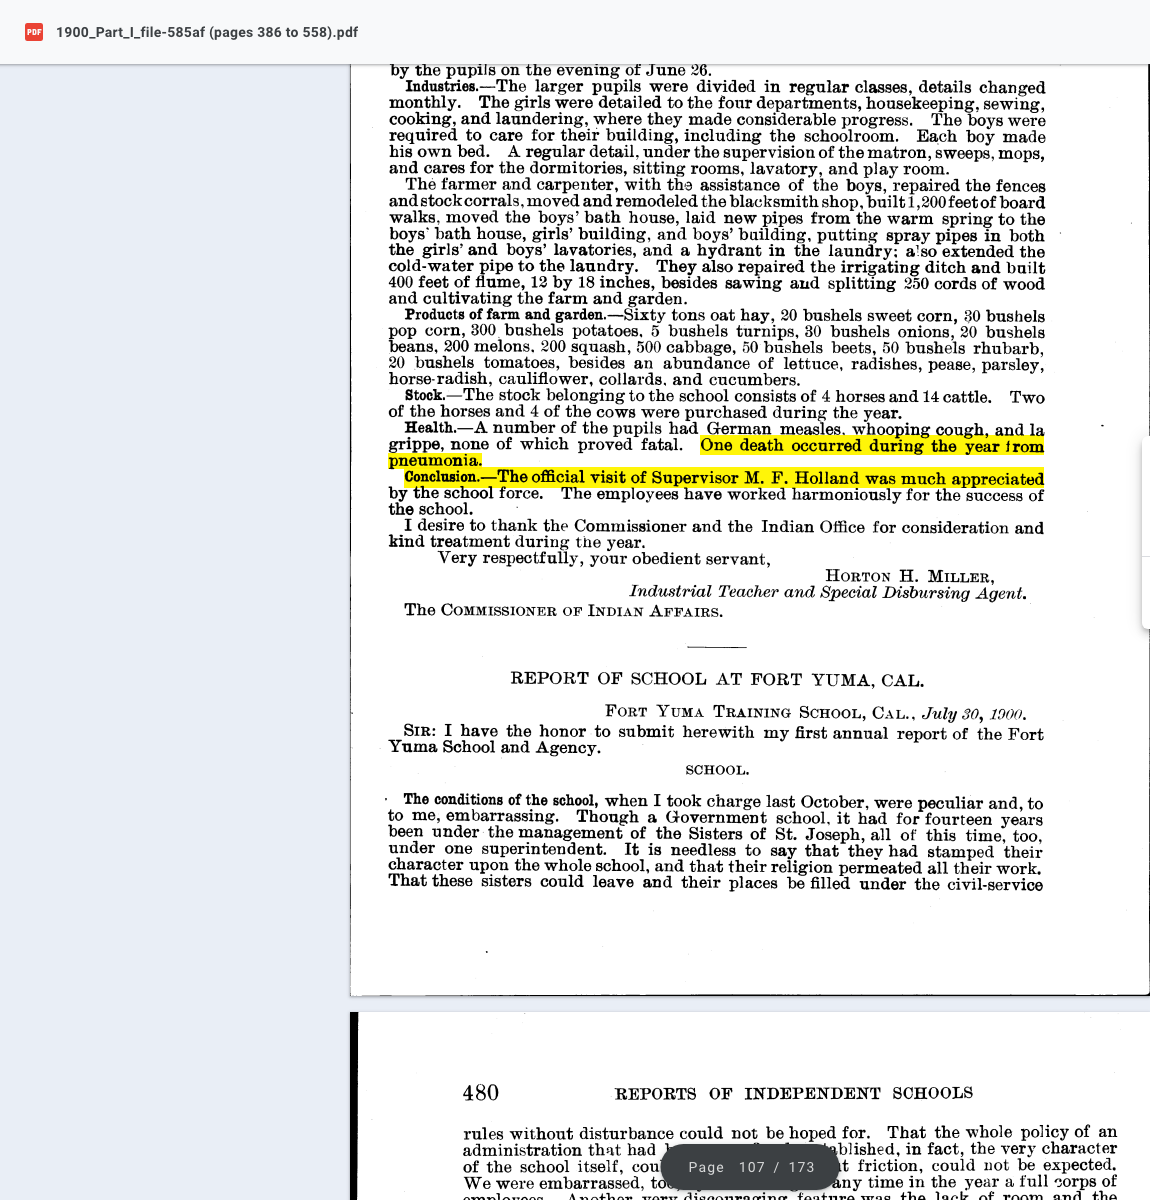 PDF 1900_Part_I_file-585af (pages 386 to 558).pdf
by the pupils on the evening of June 26.
Industries.—The larger pupils were divided in regular classes, details changed
monthly. The girls were detailed to the four departments, housekeeping, sewing,
cooking, and laundering, where they made considerable progress. The boys were
required to care for their building, including the schoolroom. Each boy made
his own bed. A regular detail, under the supervision of the matron, sweeps, mops,
and cares for the dormitories, sitting rooms, lavatory, and play room.
The farmer and carpenter, with the assistance of the boys, repaired the fences
and stock corrals, moved and remodeled the blacksmith shop, built 1,200 feet of board
walks, moved the boys' bath house, laid new pipes from the warm spring to the
boys' bath house, girls' building, and boys' building, putting spray pipes in both
the girls' and boys' lavatories, and a hydrant in the laundry; also extended the
cold-water pipe to the laundry. They also repaired the irrigating ditch and built
400 feet of flume, 12 by 18 inches, besides sawing and splitting 250 cords of wood
and cultivating the farm and garden.
Products of farm and garden.—Sixty tons oat hay, 20 bushels sweet corn, 30 bushels
pop corn, 300 bushels potatoes, 5 bushels turnips, 30 bushels onions, 20 bushels
beans, 200 melons, 200 squash, 500 cabbage, 50 bushels beets, 50 bushels rhubarb,
20 bushels tomatoes, besides an abundance of lettuce, radishes, pease, parsley,
horse-radish, cauliflower, collards, and cucumbers.
Stock.—The stock belonging to the school consists of 4 horses and 14 cattle. Two
of the horses and 4 of the cows were purchased during the year.
Health.—A number of the pupils had German measles, whooping cough, and la
grippe, none of which proved fatal. One death occurred during the year from
pneumonia.
Conclusion.—The official visit of Supervisor M. F. Holland was much appreciated
by the school force. The employees have worked harmoniously for the success of
the school.
I desire to thank the Commissioner and the Indian Office for consideration and
kind treatment during the year.
Very respectfully, your obedient servant,
HORTON H. MILLER,
Industrial Teacher and Special Disbursing Agent.
The COMMISSIONER OF INDIAN AFFAIRS.
REPORT OF SCHOOL AT FORT YUMA, CAL.
FORT YUMA TRAINING SCHOOL, CAL., July 30, 1900.
SIR: I have the honor to submit herewith my first annual report of the Fort
Yuma School and Agency.
SCHOOL.
The conditions of the school, when I took charge last October, were peculiar and, to
to me, embarrassing. Though a Government school, it had for fourteen years
been under the management of the Sisters of St. Joseph, all of this time, too,
under one superintendent. It is needless to say that they had stamped their
character upon the whole school, and that their religion permeated all their work.
That these sisters could leave and their places be filled under the civil-service
480 REPORTS OF INDEPENDENT SCHOOLS
rules without disturbance could not be hoped for. That the whole policy of an
administration that had ablished, in fact, the very character
of the school itself, friction, could not be expected.
Page 107 / 173
We were embarrassed, any time in the year a full corps of
employees. Another very discouraging feature was the lack of room and the